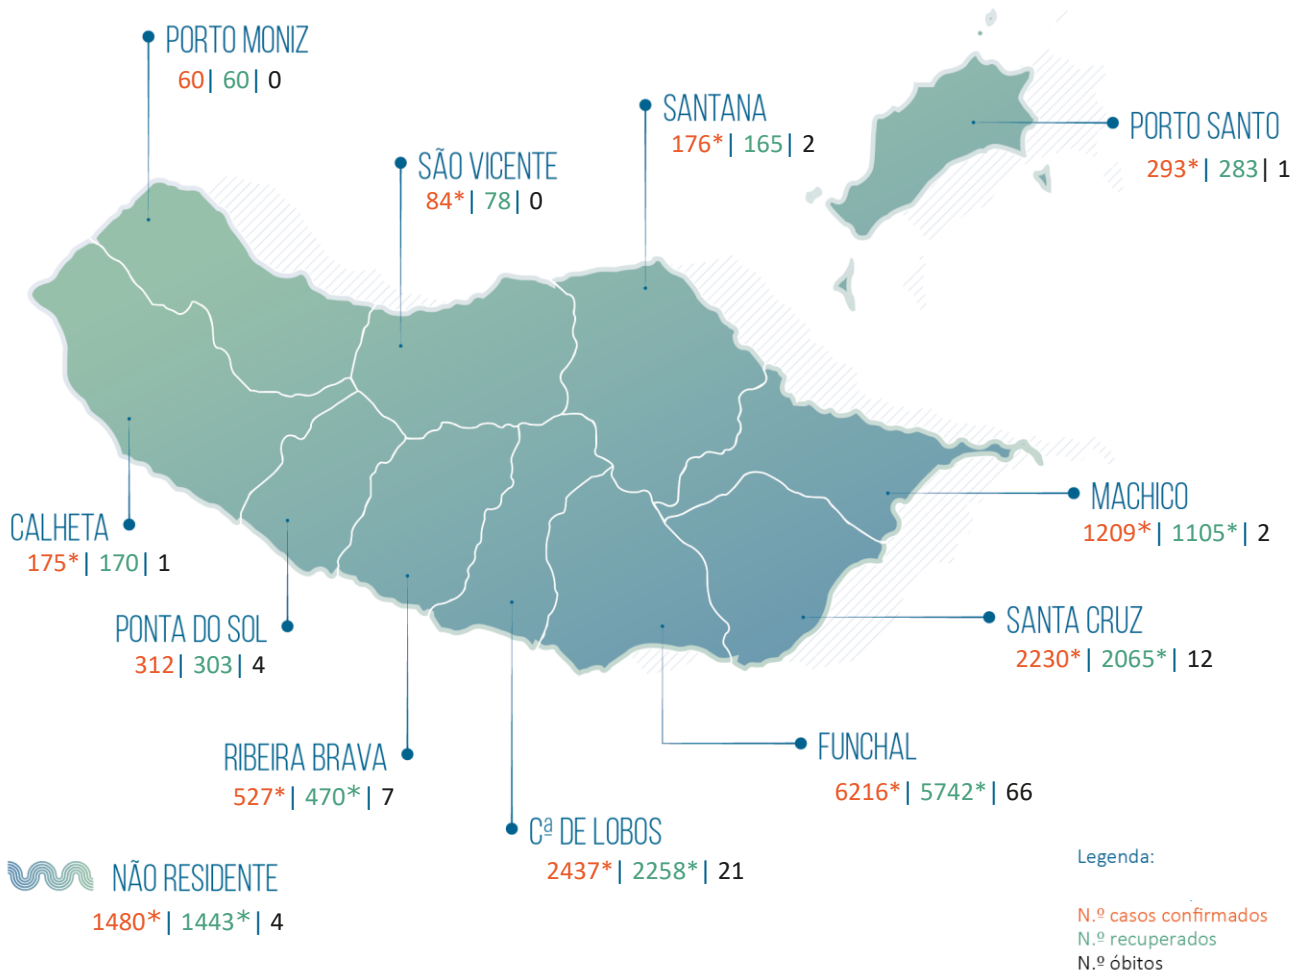 PORTO MONIZ
60| 60| 0
SANTANA
176*| 165| 2
PORTO SANTO
293*| 283| 1
SÃO VICENTE
84*| 78| 0
MACHICO
1209*| 1105*| 2
CALHETA
175*| 170| 1
SANTA CRUZ
2230*| 2065*| 12
PONTA DO SOL
312| 303| 4
FUNCHAL
6216*| 5742*| 66
RIBEIRA BRAVA
527*| 470*| 7
Cª DE LOBOS
2437*| 2258*| 21
NÃO RESIDENTE
1480*| 1443*| 4
Legenda:
N.º casos confirmados
N.º recuperados
N.º óbitos